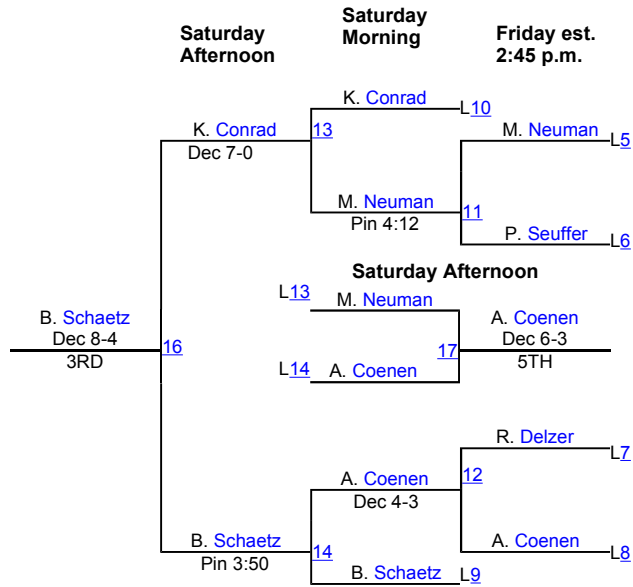 Saturday Afternoon
Saturday Morning
Friday est. 2:45 p.m.
K. Conrad
L10
K. Conrad
13
M. Neuman
L5
Dec 7-0
M. Neuman
11
Pin 4:12
P. Seuffer
L6
Saturday Afternoon
L13
M. Neuman
B. Schaetz
A. Coenen
Dec 8-4
Dec 6-3
16
17
3RD
5TH
L14
A. Coenen
R. Delzer
L7
A. Coenen
12
Dec 4-3
B. Schaetz
14
A. Coenen
L8
Pin 3:50
B. Schaetz
L9